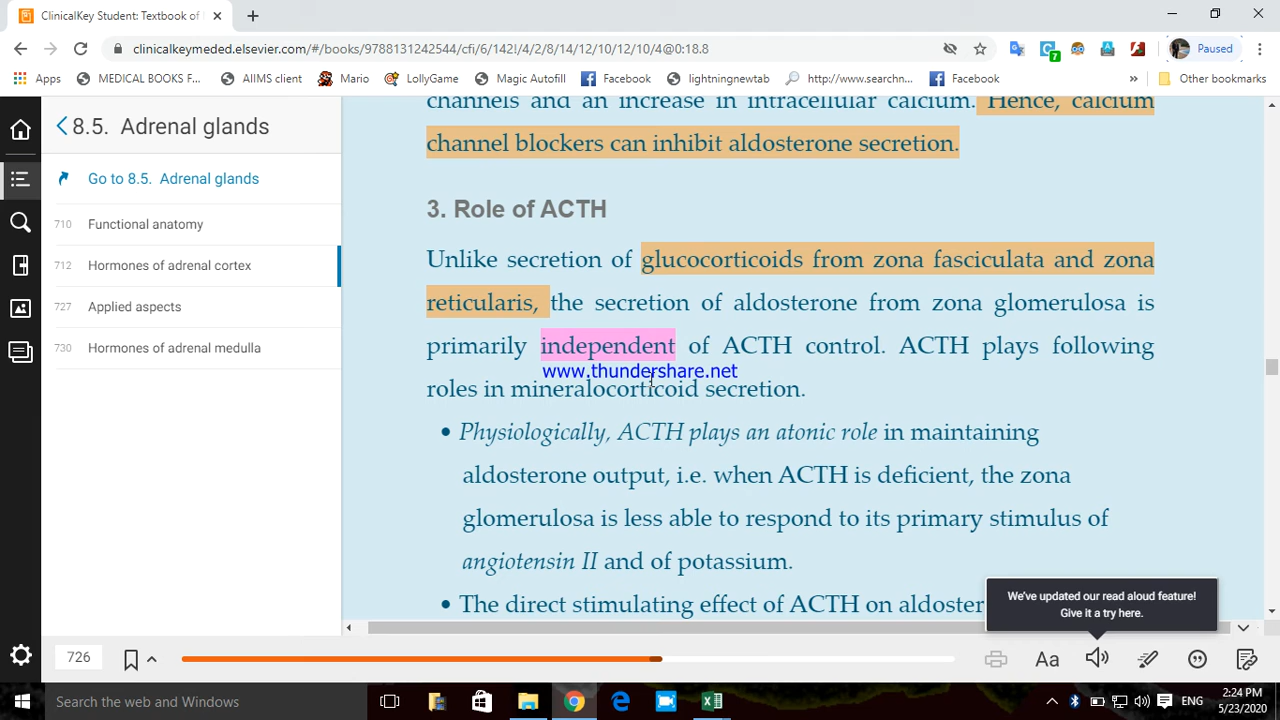 ClinicalKey Student: Textbook of
clinicalkeymeded.elsevier.com/#/books/9788131242544/cfi/6/142!/4/2/8/14/12/10/12/10/4@0:18.8
7
Paused
Apps
MEDICAL BOOKS F...
AIIMS client
Mario
LollyGame
Magic Autofill
Facebook
lightningnewtab
http://www.searchn...
Facebook
»
Other bookmarks
8.5. Adrenal glands
Go to 8.5. Adrenal glands
710 Functional anatomy
712 Hormones of adrenal cortex
727 Applied aspects
730 Hormones of adrenal medulla
channels and an increase in intracellular calcium. Hence, calcium
channel blockers can inhibit aldosterone secretion.
3. Role of ACTH
Unlike secretion of glucocorticoids from zona fasciculata and zona
reticularis, the secretion of aldosterone from zona glomerulosa is
primarily independent of ACTH control. ACTH plays following
www.thundershare.net
roles in mineralocorticoid secretion.
• Physiologically, ACTH plays an atonic role in maintaining
aldosterone output, i.e. when ACTH is deficient, the zona
glomerulosa is less able to respond to its primary stimulus of
angiotensin II and of potassium.
• The direct stimulating effect of ACTH on aldoster
We've updated our read aloud feature!
Give it a try here.
726
Aa
Search the web and Windows
ENG
2:24 PM
5/23/2020